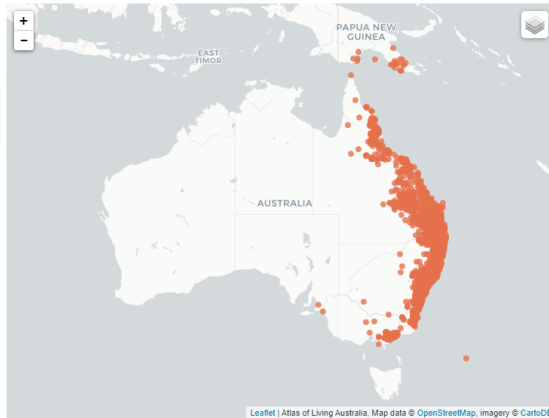 +
−
PAPUA NEW
GUINEA
EAST
TIMOR
AUSTRALIA
Leaflet | Atlas of Living Australia, Map data © OpenStreetMap, imagery © CartoDB